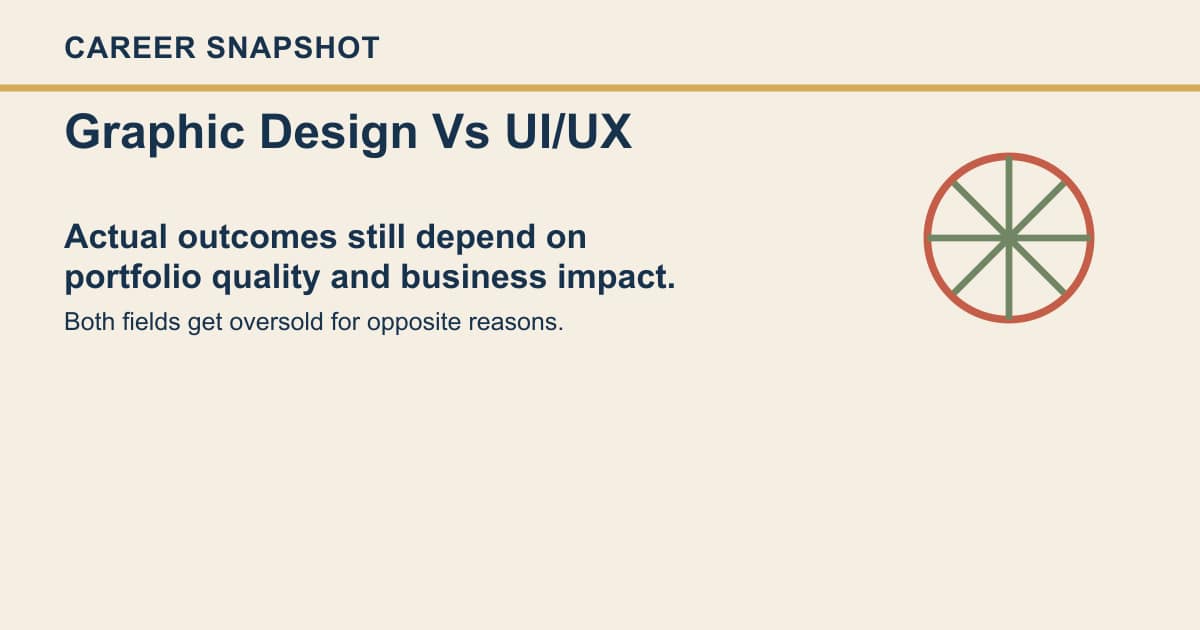 CAREER SNAPSHOT
Graphic Design Vs UI/UX
Actual outcomes still depend on
portfolio quality and business impact.
Both fields get oversold for opposite reasons.